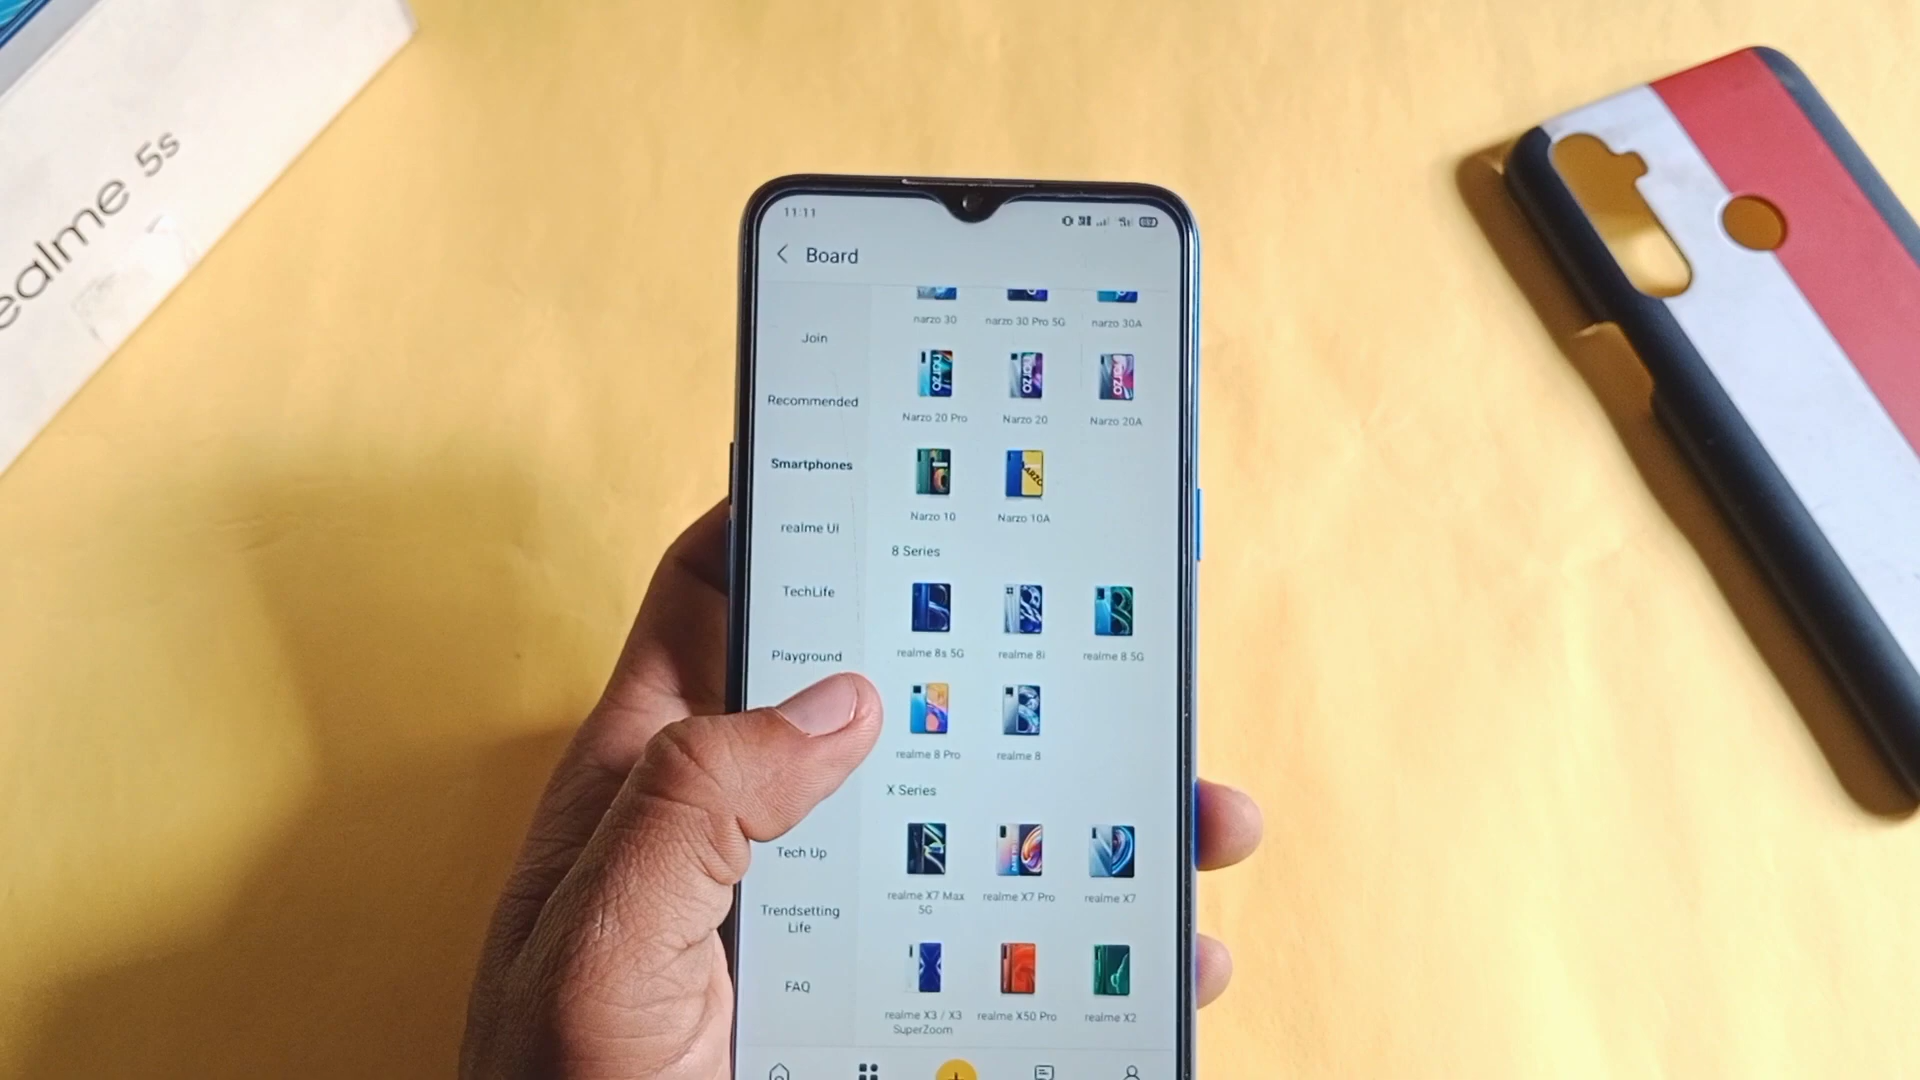 ealme 5s
11:11
Board
Join
Recommended
Smartphones
realme UI
TechLife
Playground
Tech Up
Trendsetting
Life
FAQ
narzo 30
narzo 30 Pro 5G
narzo 30A
narzo
narzo
narzo
Narzo 20 Pro
Narzo 20
Narzo 20A
Narzo 10
Narzo 10A
8 Series
realme 8s 5G
realme 8i
realme 8 5G
realme 8 Pro
realme 8
X Series
realme X7 Max
5G
realme X7 Pro
realme X7
realme X3 / X3
SuperZoom
realme X50 Pro
realme X2